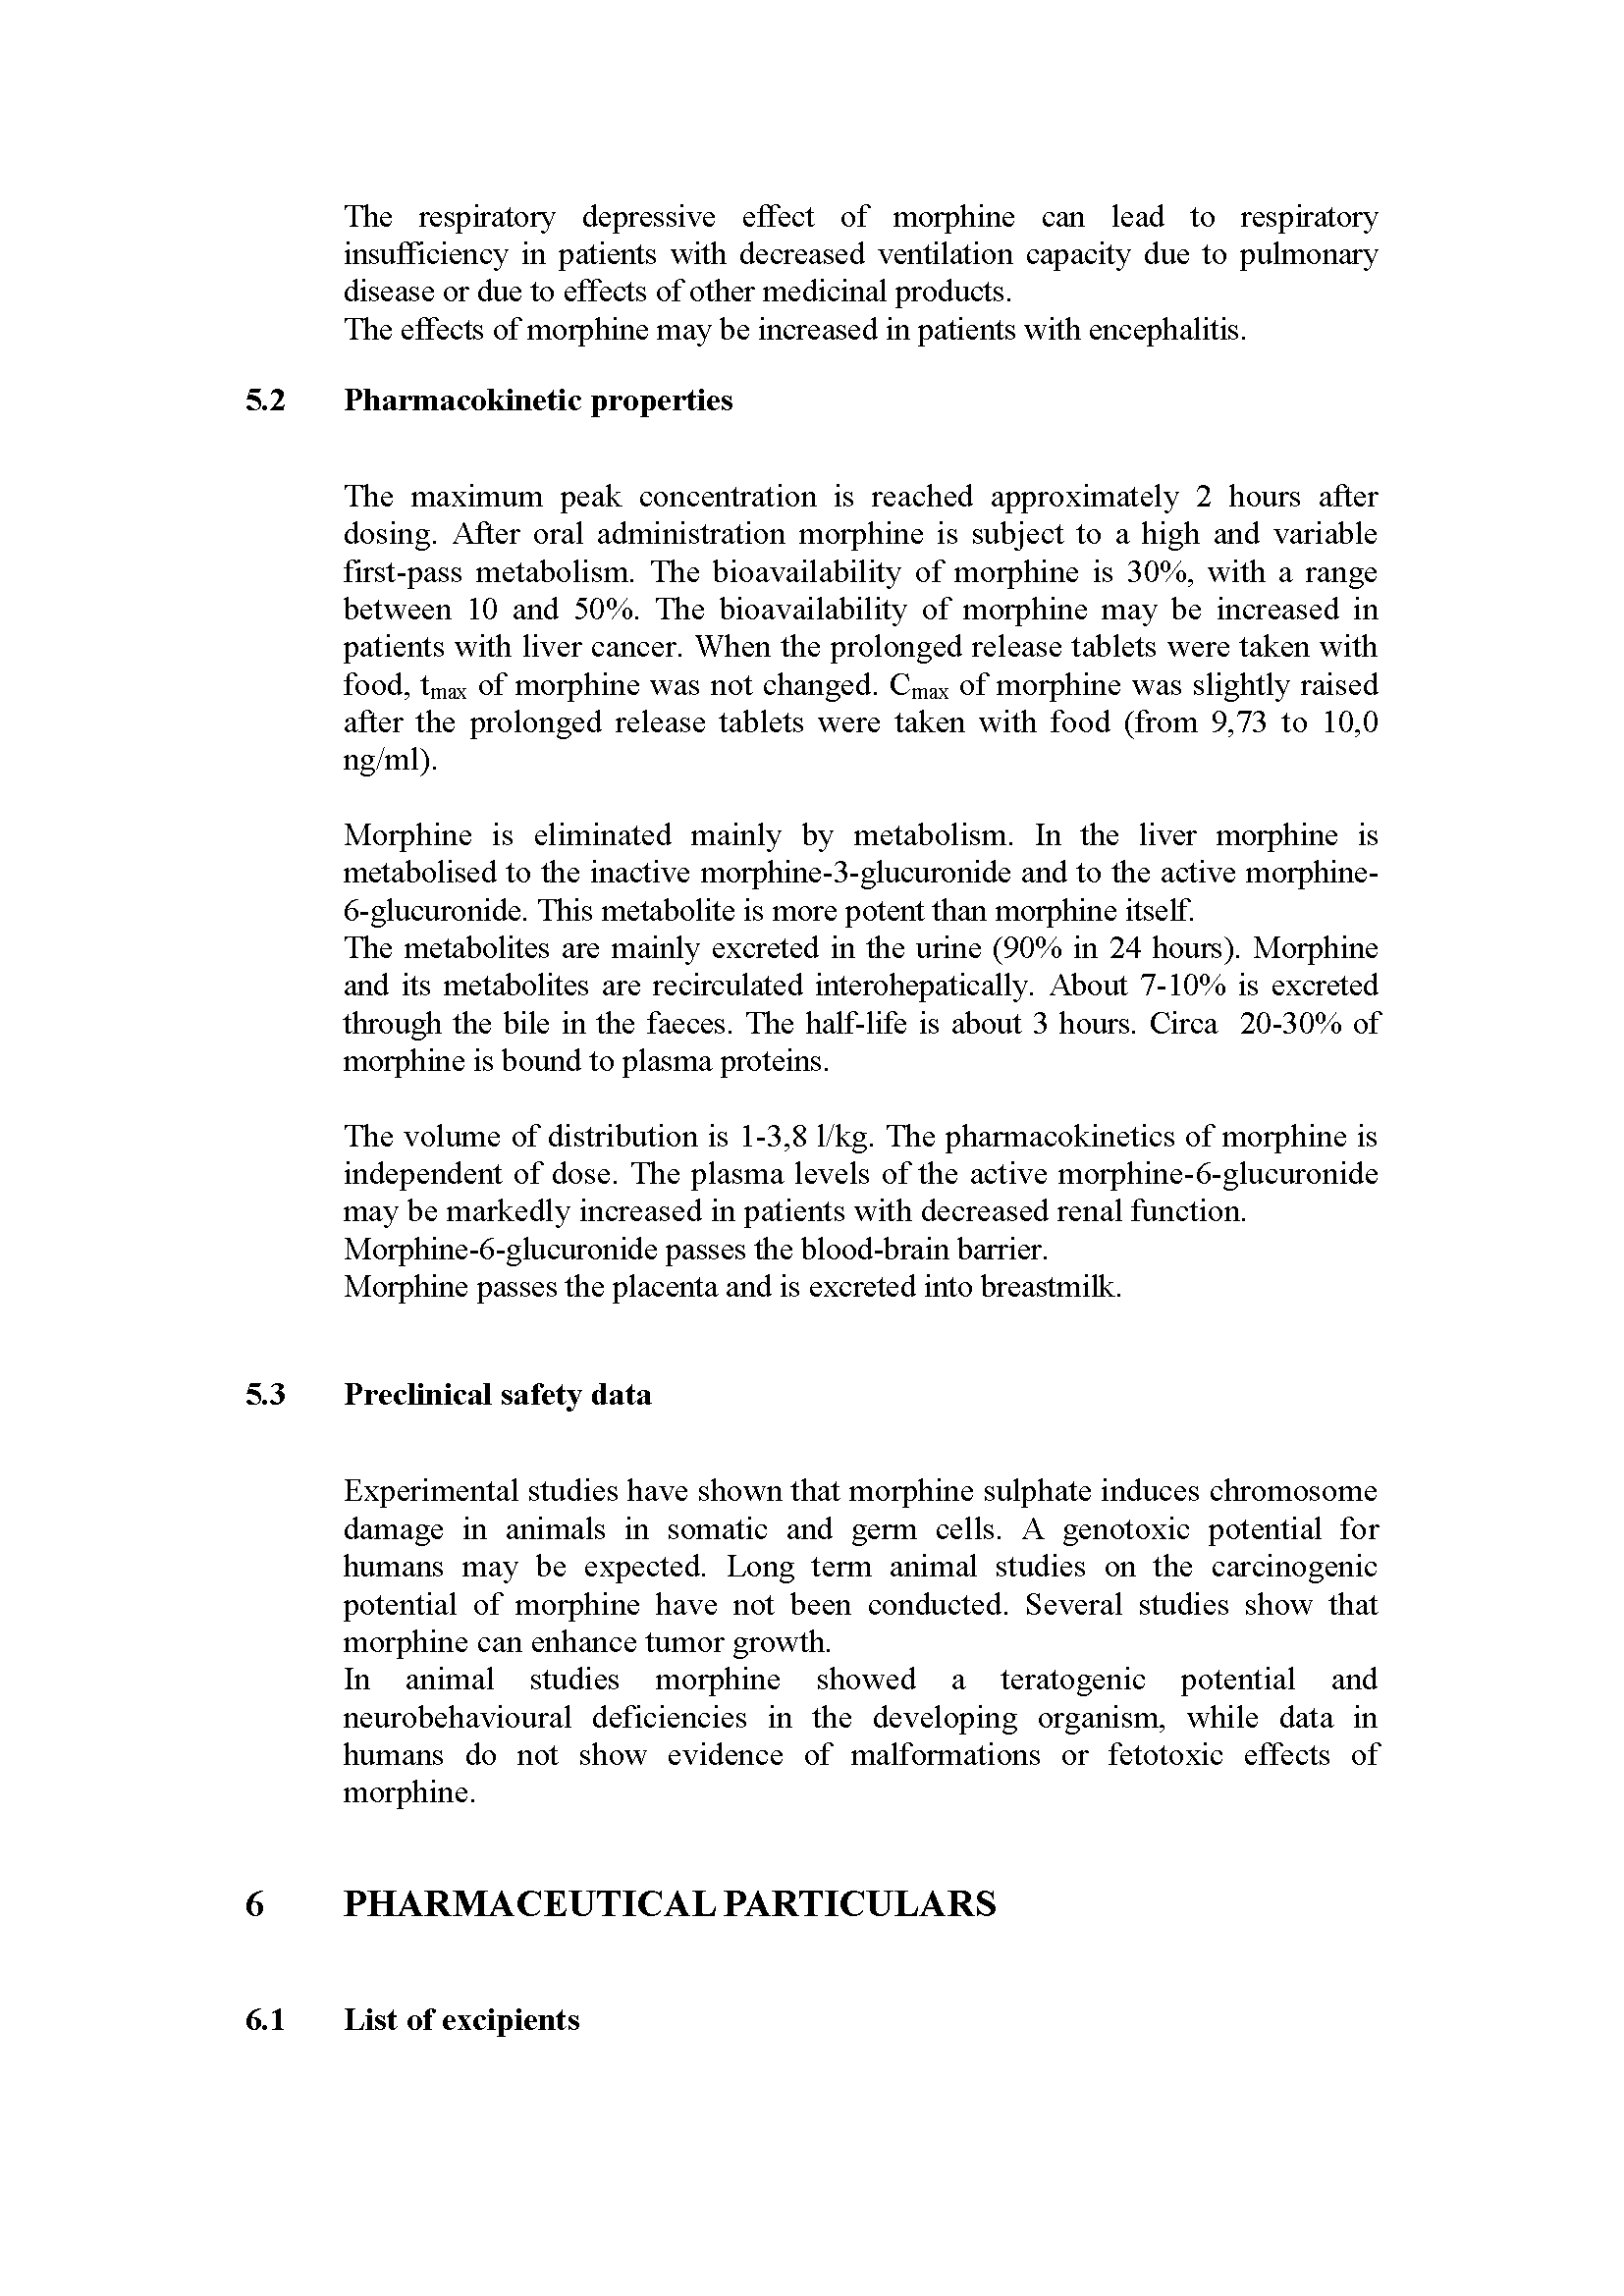 The respiratory depressive effect of morphine can lead to respiratory
insufficiency in patients with decreased ventilation capacity due to pulmonary
disease or due to effects of other medicinal products.
The effects of morphine may be increased in patients with encephalitis.
5.2 Pharmacokinetic properties
The maximum peak concentration is reached approximately 2 hours after
dosing. After oral administration morphine is subject to a high and variable
first-pass metabolism. The bioavailability of morphine is 30%, with a range
between 10 and 50%. The bioavailability of morphine may be increased in
patients with liver cancer. When the prolonged release tablets were taken with
food, tmax of morphine was not changed. Cmax of morphine was slightly raised
after the prolonged release tablets were taken with food (from 9,73 to 10,0
ng/ml).
Morphine is eliminated mainly by metabolism. In the liver morphine is
metabolised to the inactive morphine-3-glucuronide and to the active morphine-
6-glucuronide. This metabolite is more potent than morphine itself.
The metabolites are mainly excreted in the urine (90% in 24 hours). Morphine
and its metabolites are recirculated interohepatically. About 7-10% is excreted
through the bile in the faeces. The half-life is about 3 hours. Circa 20-30% of
morphine is bound to plasma proteins.
The volume of distribution is 1-3,8 l/kg. The pharmacokinetics of morphine is
independent of dose. The plasma levels of the active morphine-6-glucuronide
may be markedly increased in patients with decreased renal function.
Morphine-6-glucuronide passes the blood-brain barrier.
Morphine passes the placenta and is excreted into breastmilk.
5.3 Preclinical safety data
Experimental studies have shown that morphine sulphate induces chromosome
damage in animals in somatic and germ cells. A genotoxic potential for
humans may be expected. Long term animal studies on the carcinogenic
potential of morphine have not been conducted. Several studies show that
morphine can enhance tumor growth.
In animal studies morphine showed a teratogenic potential and
neurobehavioural deficiencies in the developing organism, while data in
humans do not show evidence of malformations or fetotoxic effects of
morphine.
6 PHARMACEUTICAL PARTICULARS
6.1 List of excipients